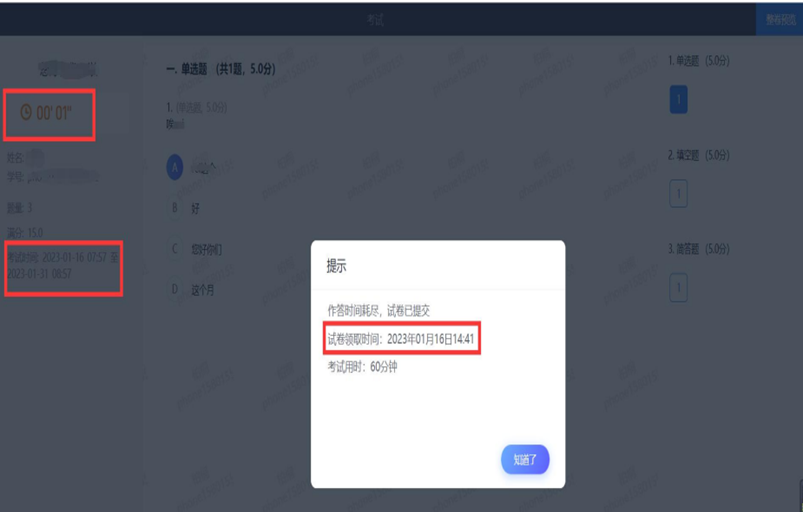 考试
整卷预览
00'01"
姓名:
学号:
题量: 3
满分: 15.0
考试时间: 2023-01-16 07:57 至
2023-01-31 08:57
一. 单选题 (共1题, 5.0分)
1. (单选题, 5.0分)
A
B 好
C 您好你们
D 这个月
1. 单选题 (5.0分)
1
2. 填空题 (5.0分)
1
3. 简答题 (5.0分)
1
提示
作答时间耗尽，试卷已提交
试卷领取时间：2023年01月16日14:41
考试用时：60分钟
知道了